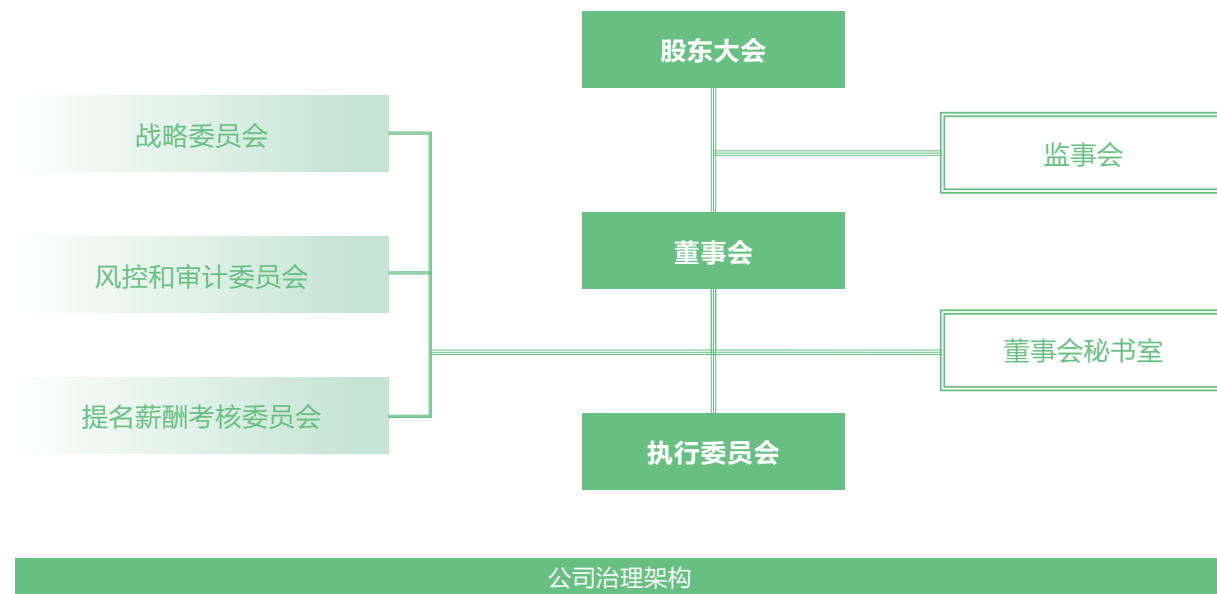 股东大会
战略委员会
监事会
董事会
风控和审计委员会
董事会秘书室
提名薪酬考核委员会
执行委员会
公司治理架构